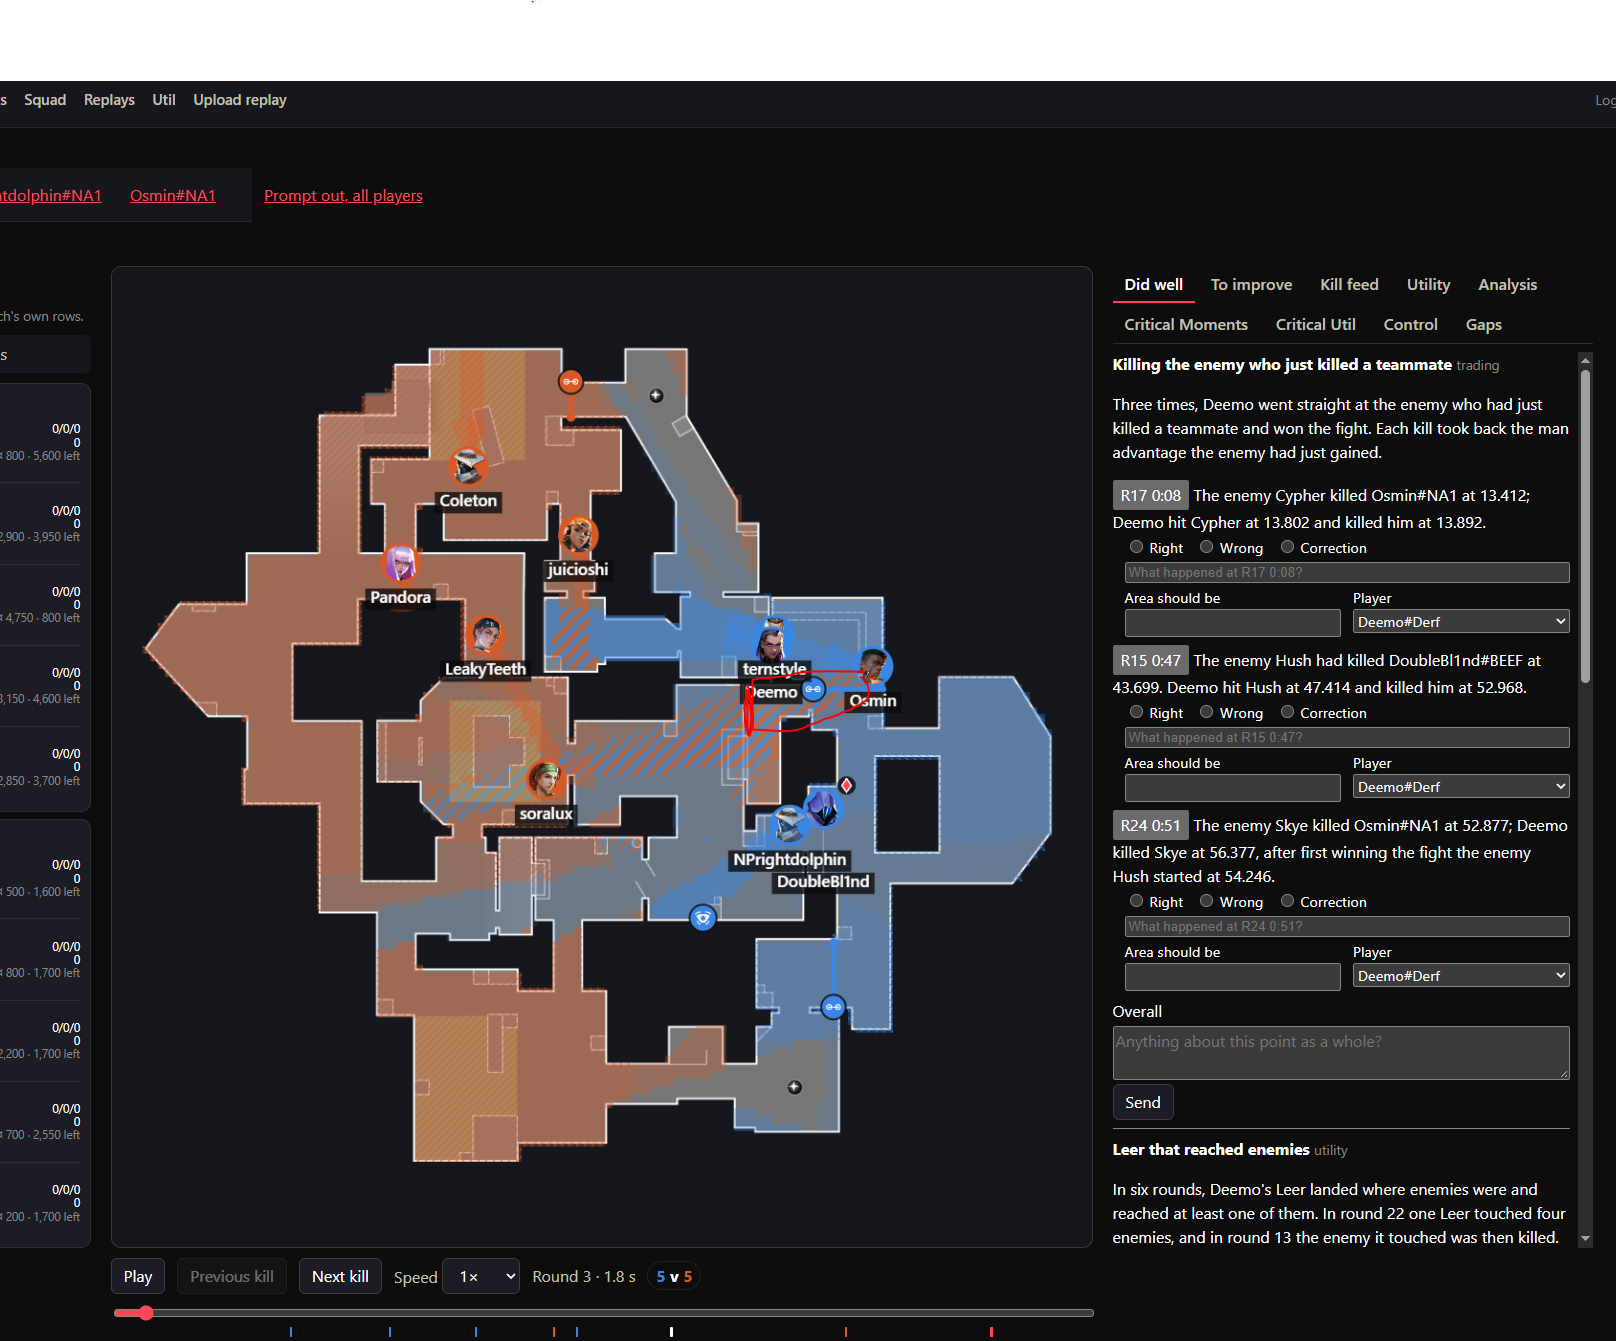 s Squad Replays Util Upload replay
Log
tdolphin#NA1 Osmin#NA1 Prompt out, all players
ch's own rows.
s
0/0/0
0
800 · 5,600 left
0/0/0
0
2,900 · 3,950 left
0/0/0
0
4,750 · 800 left
0/0/0
0
3,150 · 4,600 left
0/0/0
0
2,850 · 3,700 left
0/0/0
0
500 · 1,600 left
0/0/0
0
800 · 1,700 left
0/0/0
0
2,200 · 1,700 left
0/0/0
0
700 · 2,550 left
0/0/0
0
200 · 1,700 left
Coleton
juicioshi
Pandora
LeakyTeeth
ternstyle
Deemo
Osmin
soralux
NPrightdolphin
DoubleBl1nd
Play Previous kill Next kill Speed 1× Round 3 · 1.8 s 5 v 5
Did well To improve Kill feed Utility Analysis
Critical Moments Critical Util Control Gaps
Killing the enemy who just killed a teammate trading
Three times, Deemo went straight at the enemy who had just
killed a teammate and won the fight. Each kill took back the man
advantage the enemy had just gained.
R17 0:08 The enemy Cypher killed Osmin#NA1 at 13.412;
Deemo hit Cypher at 13.802 and killed him at 13.892.
Right Wrong Correction
What happened at R17 0:08?
Area should be Player
Deemo#Derf
R15 0:47 The enemy Hush had killed DoubleBl1nd#BEEF at
43.699. Deemo hit Hush at 47.414 and killed him at 52.968.
Right Wrong Correction
What happened at R15 0:47?
Area should be Player
Deemo#Derf
R24 0:51 The enemy Skye killed Osmin#NA1 at 52.877; Deemo
killed Skye at 56.377, after first winning the fight the enemy
Hush started at 54.246.
Right Wrong Correction
What happened at R24 0:51?
Area should be Player
Deemo#Derf
Overall
Anything about this point as a whole?
Send
Leer that reached enemies utility
In six rounds, Deemo's Leer landed where enemies were and
reached at least one of them. In round 22 one Leer touched four
enemies, and in round 13 the enemy it touched was then killed.